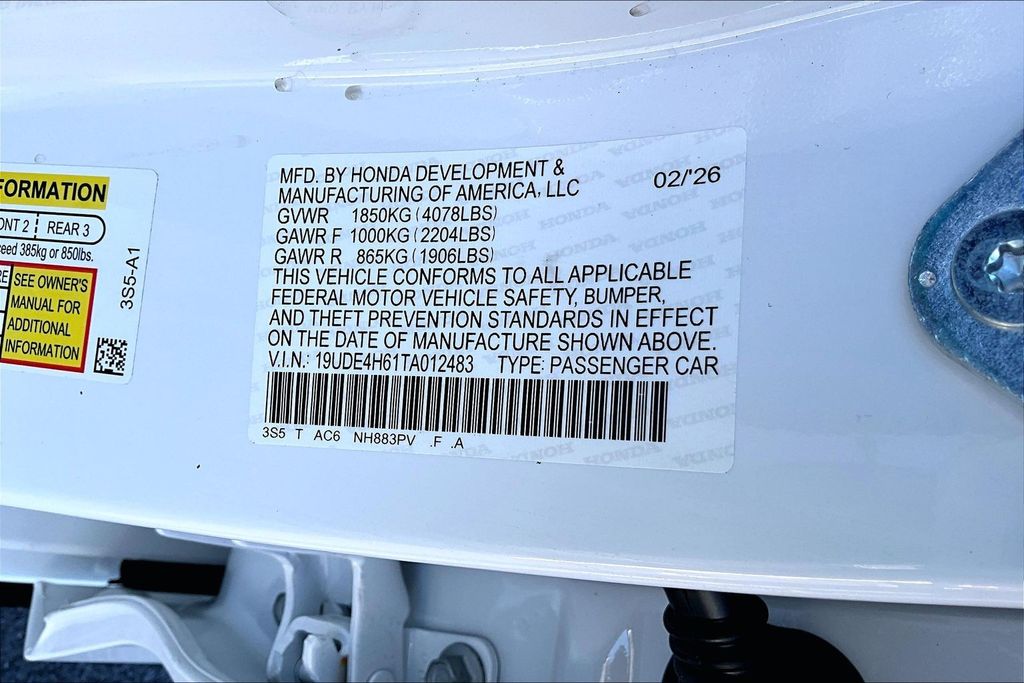 FORMATION
ONT 2 REAR 3
ceed 385kg or 850lbs.
SEE OWNER'S
MANUAL FOR
ADDITIONAL
INFORMATION
3S5-A1
MFD. BY HONDA DEVELOPMENT &
MANUFACTURING OF AMERICA, LLC 02/'26
GVWR 1850KG (4078LBS)
GAWR F 1000KG (2204LBS)
GAWR R 865KG (1906LBS)
THIS VEHICLE CONFORMS TO ALL APPLICABLE
FEDERAL MOTOR VEHICLE SAFETY, BUMPER,
AND THEFT PREVENTION STANDARDS IN EFFECT
ON THE DATE OF MANUFACTURE SHOWN ABOVE.
V.I.N.: 19UDE4H61TA012483 TYPE: PASSENGER CAR
3S5 T AC6 NH883PV .F .A